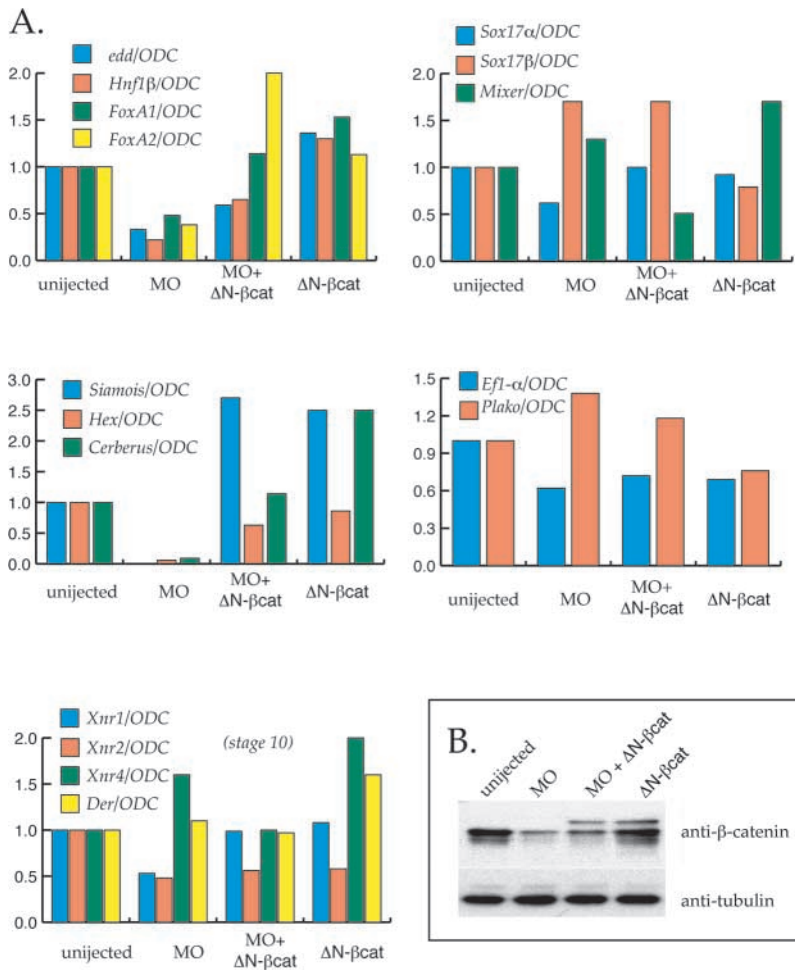 A.
edd/ODC
Hnf1β/ODC
FoxA1/ODC
FoxA2/ODC
2.0
1.5
1.0
0.5
0.0
unijected
MO
MO+
ΔN-βcat
ΔN-βcat
Sox17α/ODC
Sox17β/ODC
Mixer/ODC
2.0
1.5
1.0
0.5
0.0
unijected
MO
MO+
ΔN-βcat
ΔN-βcat
Siamois/ODC
Hex/ODC
Cerberus/ODC
3.0
2.5
2.0
1.5
1.0
0.5
0.0
unijected
MO
MO+
ΔN-βcat
ΔN-βcat
Ef1-α/ODC
Plako/ODC
1.5
1.2
0.9
0.6
0.3
0.0
unijected
MO
MO+
ΔN-βcat
ΔN-βcat
Xnr1/ODC
Xnr2/ODC
Xnr4/ODC
Der/ODC
(stage 10)
2.0
1.5
1.0
0.5
0.0
unijected
MO
MO+
ΔN-βcat
ΔN-βcat
B.
unijected
MO
MO + ΔN-βcat
ΔN-βcat
anti-β-catenin
anti-tubulin